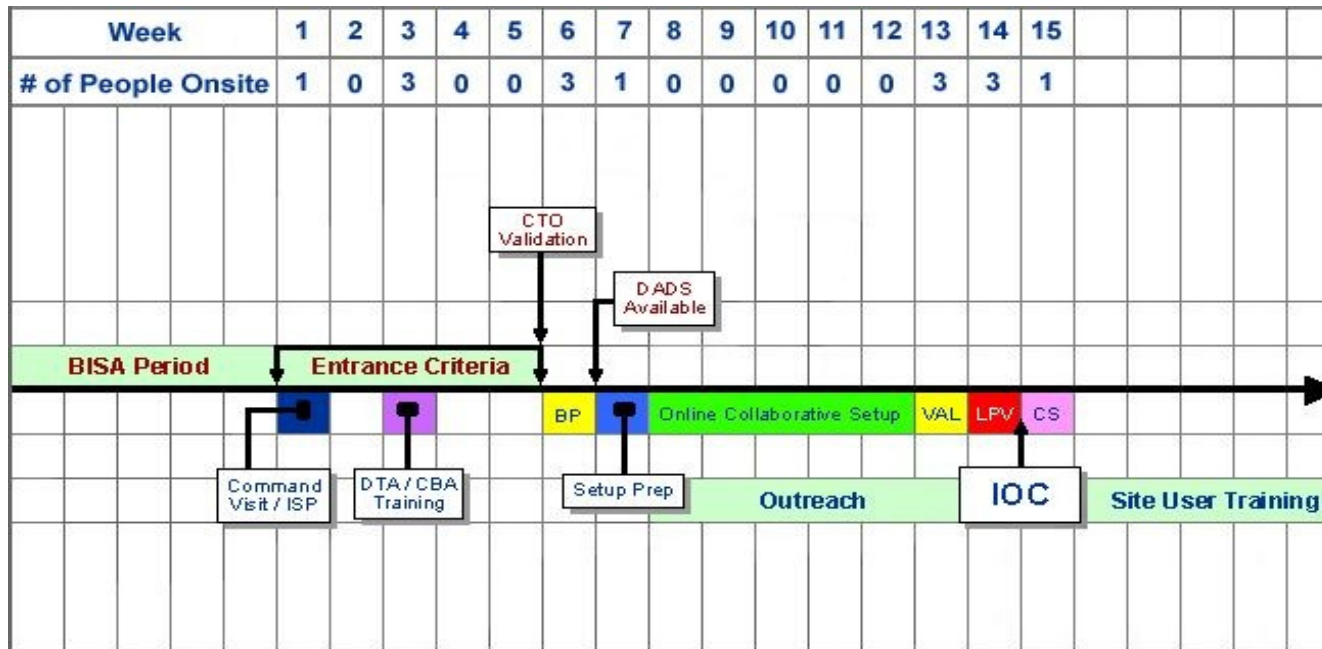 Week 1 2 3 4 5 6 7 8 9 10 11 12 13 14 15
# of People Onsite 1 0 3 0 0 3 1 0 0 0 0 0 3 3 1
CTO
Validation
DADS
Available
BISA Period Entrance Criteria
BP Online Collaborative Setup VAL LPV CS
Command
Visit / ISP
DTA / CBA
Training
Setup Prep
Outreach
IOC
Site User Training